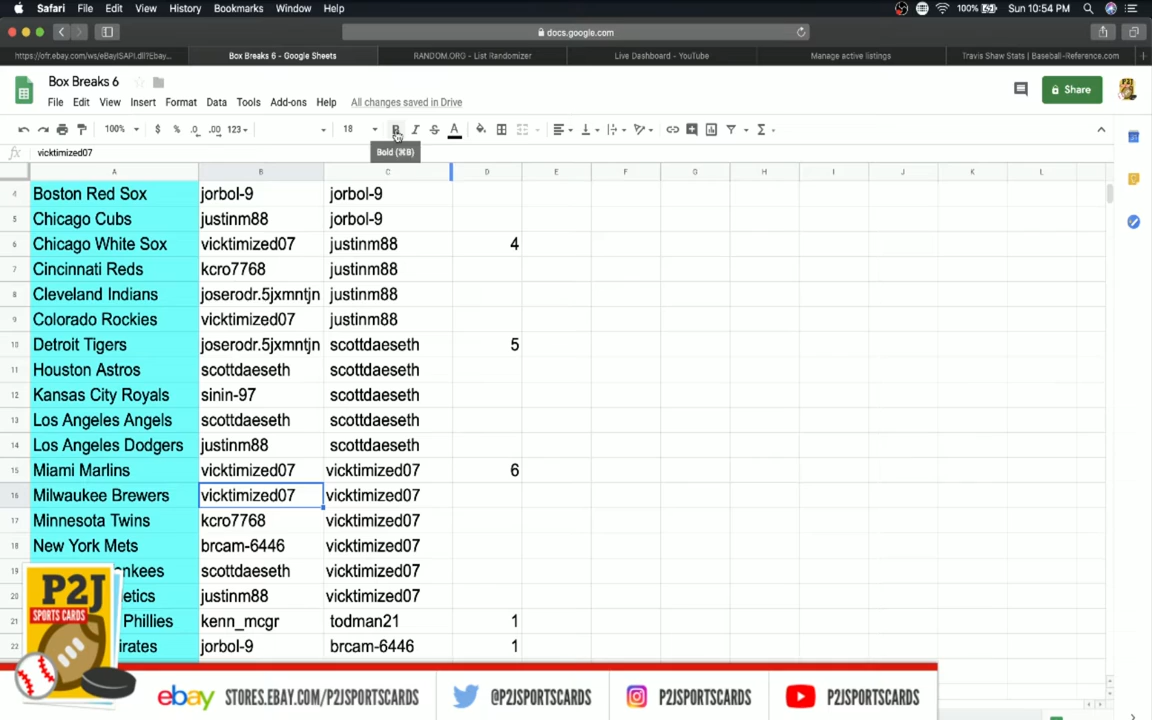 Safari File Edit View History Bookmarks Window Help 100% Sun 10:54 PM
docs.google.com
https://ofr.ebay.com/ws/eBayISAPI.dll?Ebay... Box Breaks 6 - Google Sheets RANDOM.ORG - List Randomizer Live Dashboard - YouTube Manage active listings Travis Shaw Stats | Baseball-Reference.com
Box Breaks 6
File Edit View Insert Format Data Tools Add-ons Help All changes saved in Drive
Share
100% $ % .0 .00 123 18 B I S A
fx vicktimized07
Bold (⌘B)
A B C D E F G H I J K L
4 Boston Red Sox jorbol-9 jorbol-9
5 Chicago Cubs justinm88 jorbol-9
6 Chicago White Sox vicktimized07 justinm88 4
7 Cincinnati Reds kcro7768 justinm88
8 Cleveland Indians joserodr.5jxmntjn justinm88
9 Colorado Rockies vicktimized07 justinm88
10 Detroit Tigers joserodr.5jxmntjn scottdaeseth 5
11 Houston Astros scottdaeseth scottdaeseth
12 Kansas City Royals sinin-97 scottdaeseth
13 Los Angeles Angels scottdaeseth scottdaeseth
14 Los Angeles Dodgers justinm88 scottdaeseth
15 Miami Marlins vicktimized07 vicktimized07 6
16 Milwaukee Brewers vicktimized07 vicktimized07
17 Minnesota Twins kcro7768 vicktimized07
18 New York Mets brcam-6446 vicktimized07
19 nkees scottdaeseth vicktimized07
20 etics justinm88 vicktimized07
21 Phillies kenn_mcgr todman21 1
22 irates jorbol-9 brcam-6446 1
P2J
SPORTS CARDS
ebay STORES.EBAY.COM/P2JSPORTSCARDS @P2JSPORTSCARDS P2JSPORTSCARDS P2JSPORTSCARDS